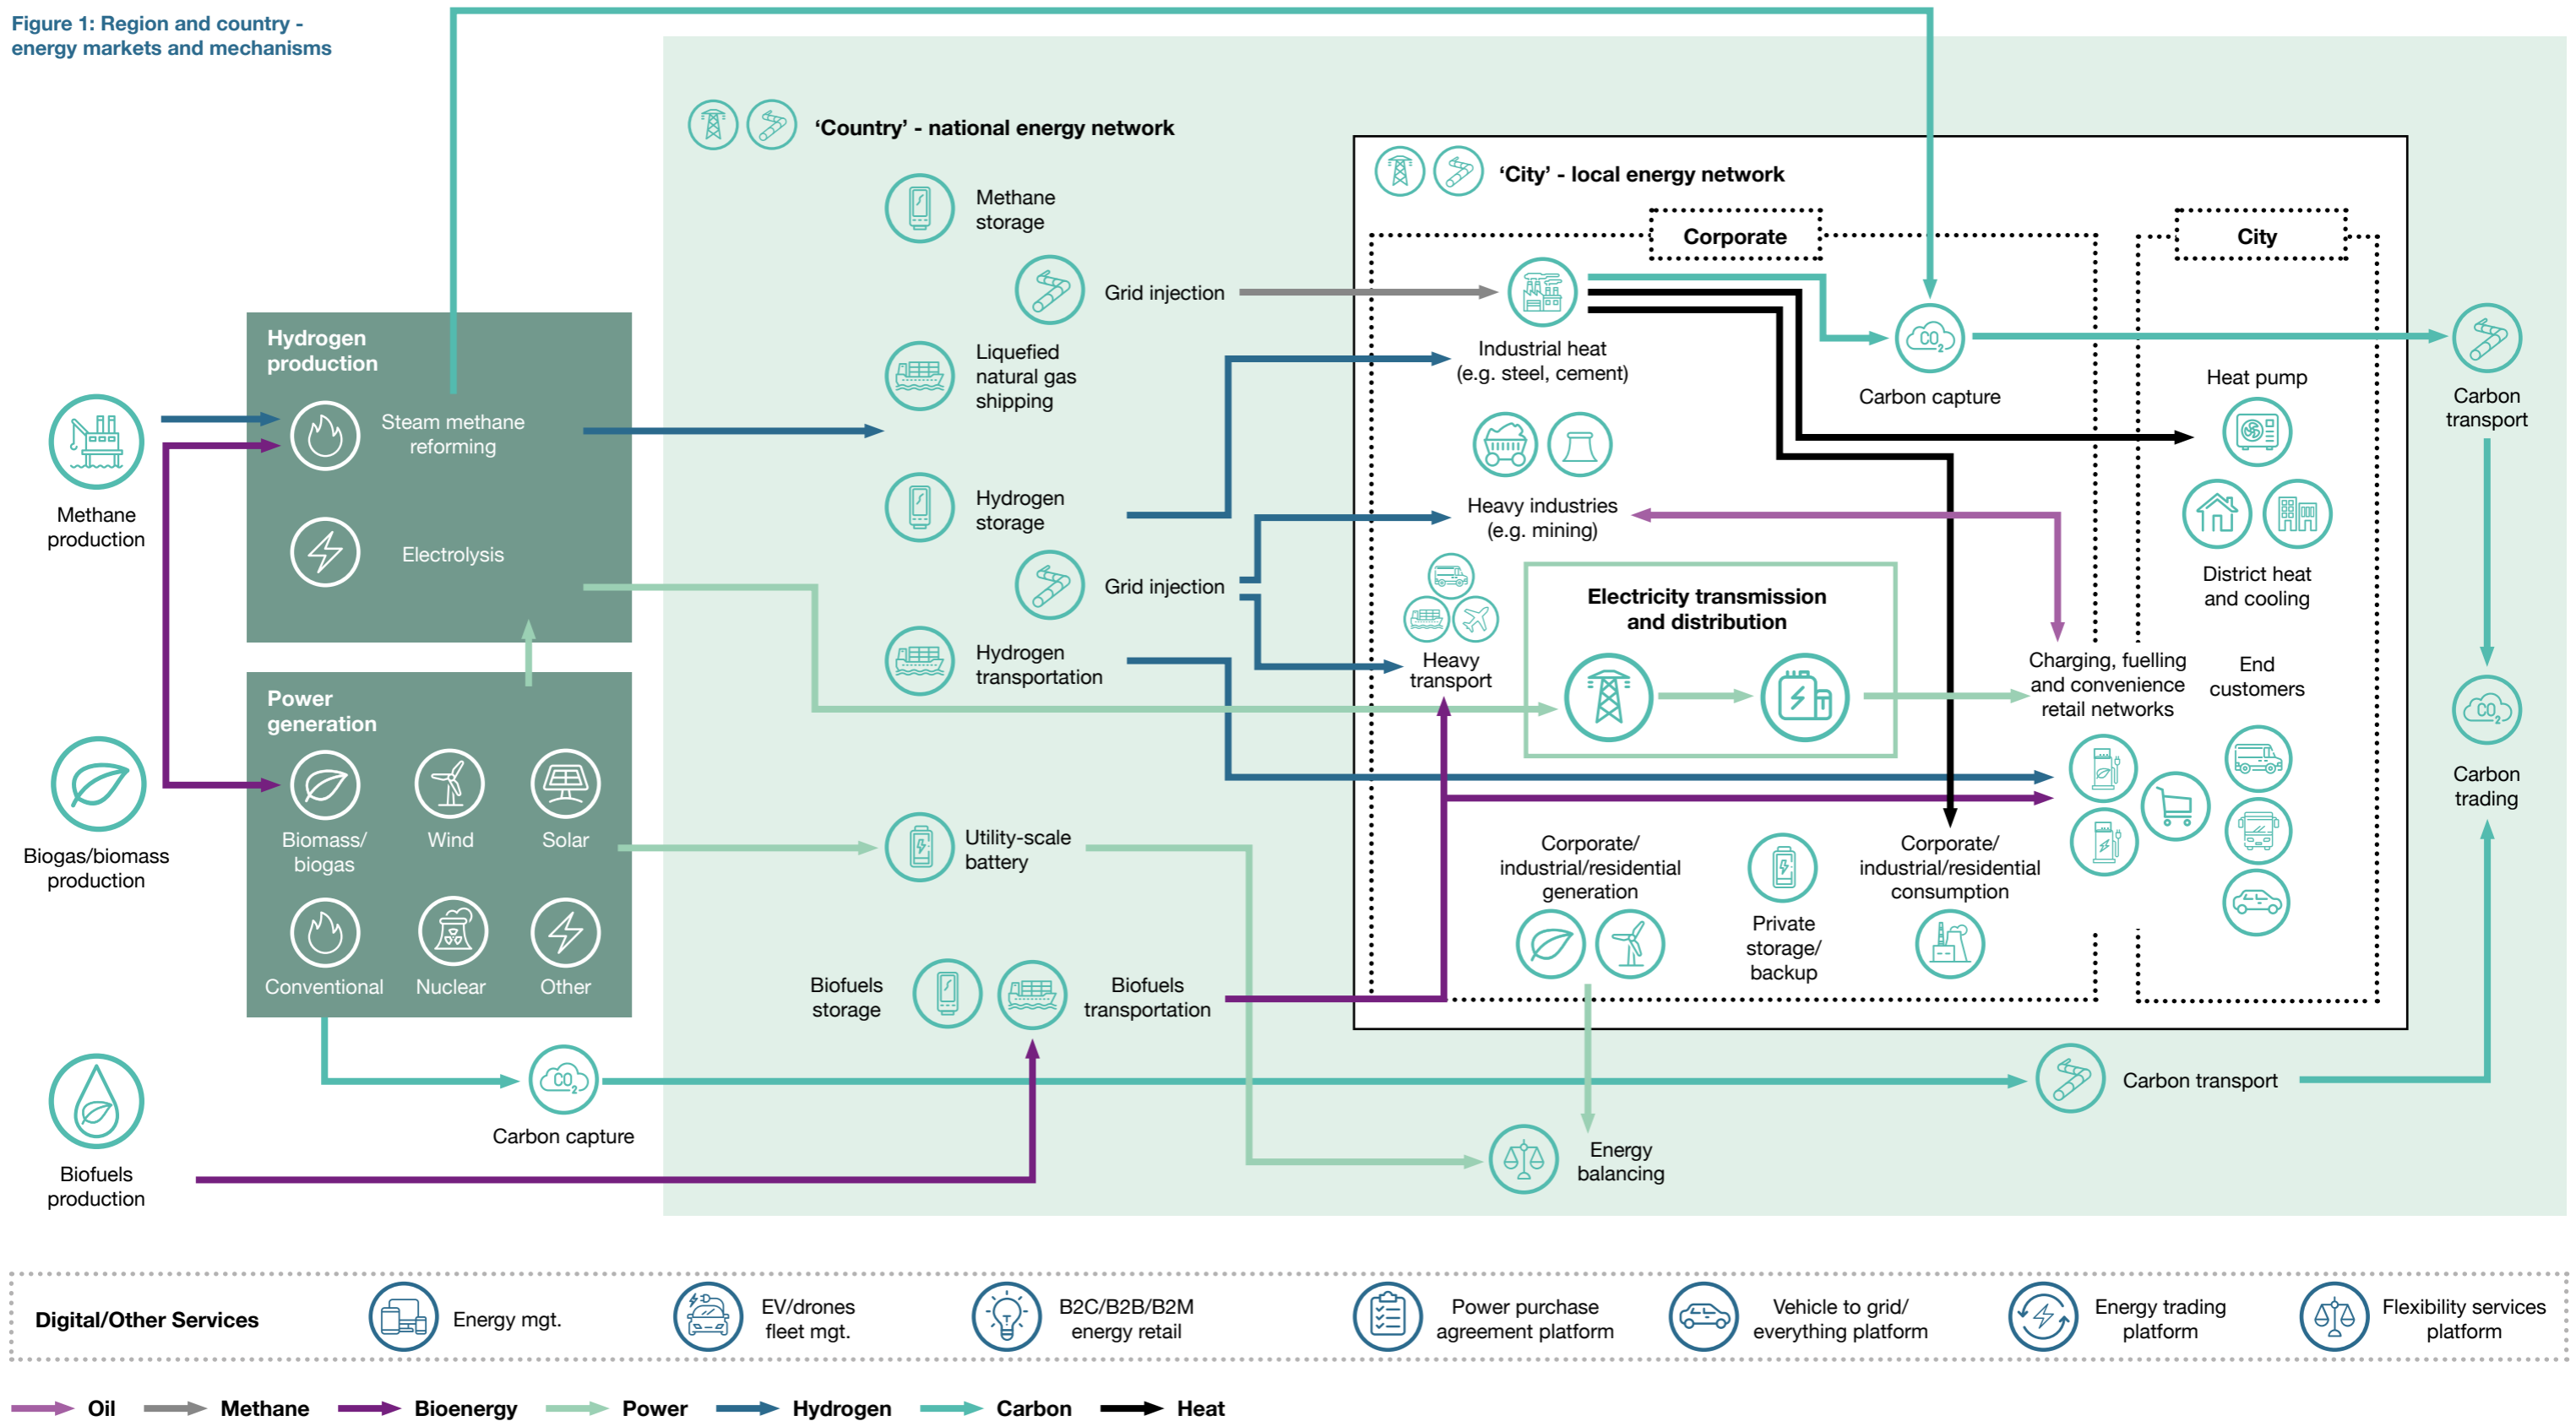 Figure 1: Region and country -
energy markets and mechanisms
'Country' - national energy network
'City' - local energy network
Corporate
City
Methane
storage
Grid injection
Liquefied
natural gas
shipping
Hydrogen
storage
Grid injection
Hydrogen
transportation
Utility-scale
battery
Biofuels
storage
Biofuels
transportation
Hydrogen
production
Steam methane
reforming
Electrolysis
Power
generation
Biomass/
biogas
Wind
Solar
Conventional
Nuclear
Other
Methane
production
Biogas/biomass
production
Biofuels
production
CO2
Carbon capture
Industrial heat
(e.g. steel, cement)
Heavy industries
(e.g. mining)
Heavy
transport
Electricity transmission
and distribution
CO2
Carbon capture
Heat pump
District heat
and cooling
Charging, fuelling
and convenience
retail networks
End
customers
Corporate/
industrial/residential
generation
Private
storage/
backup
Corporate/
industrial/residential
consumption
Carbon
transport
CO2
Carbon
trading
Carbon transport
Energy
balancing
Digital/Other Services
Energy mgt.
EV/drones
fleet mgt.
B2C/B2B/B2M
energy retail
Power purchase
agreement platform
Vehicle to grid/
everything platform
Energy trading
platform
Flexibility services
platform
Oil
Methane
Bioenergy
Power
Hydrogen
Carbon
Heat